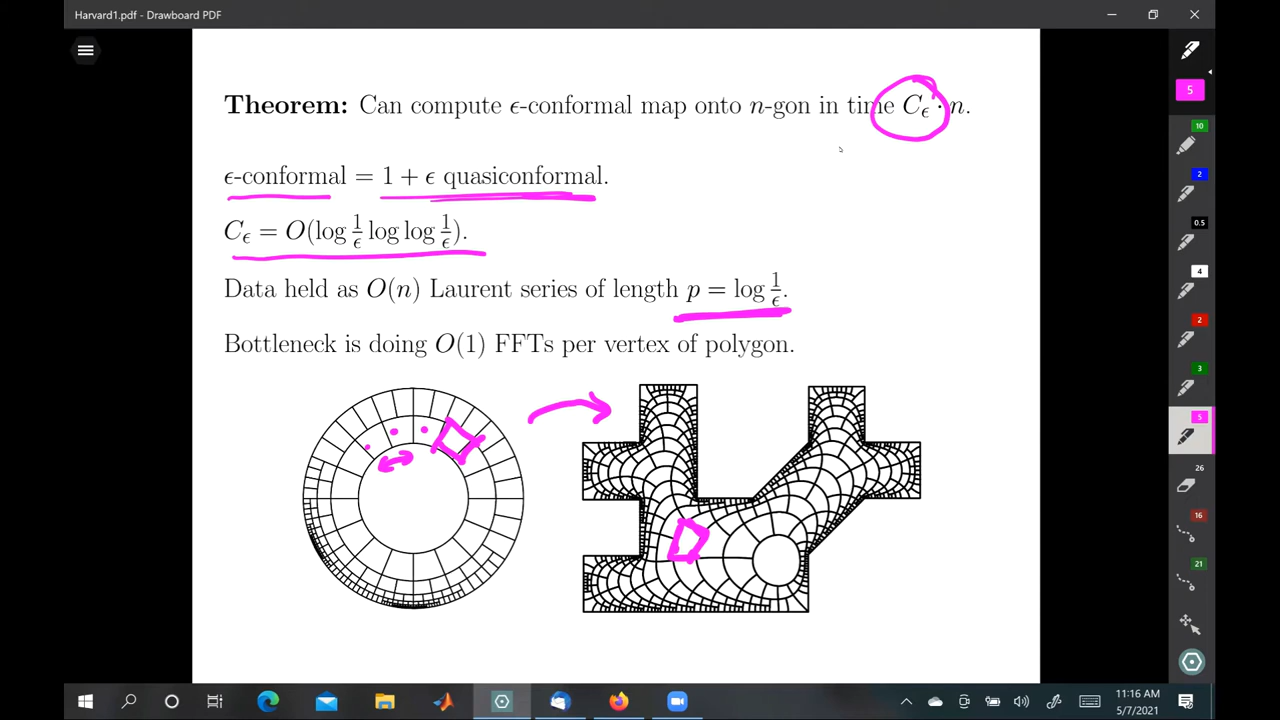 Harvard1.pdf - Drawboard PDF
Theorem: Can compute ϵ-conformal map onto n-gon in time C_ϵ · n.
5
10
ϵ-conformal = 1 + ϵ quasiconformal.
2
C_ϵ = O(log 1/ϵ log log 1/ϵ).
0.5
Data held as O(n) Laurent series of length p = log 1/ϵ.
4
Bottleneck is doing O(1) FFTs per vertex of polygon.
2
3
5
26
16
21
11:16 AM
5/7/2021